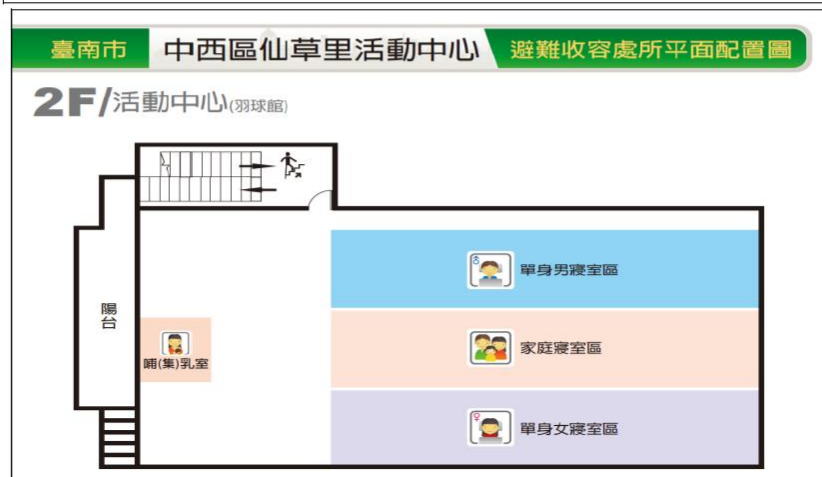 臺南市 中西區仙草里活動中心 避難收容處所平面配置圖
2F/活動中心(羽球館)
單身男寢室區
陽台
家庭寢室區
哺(集)乳室
單身女寢室區